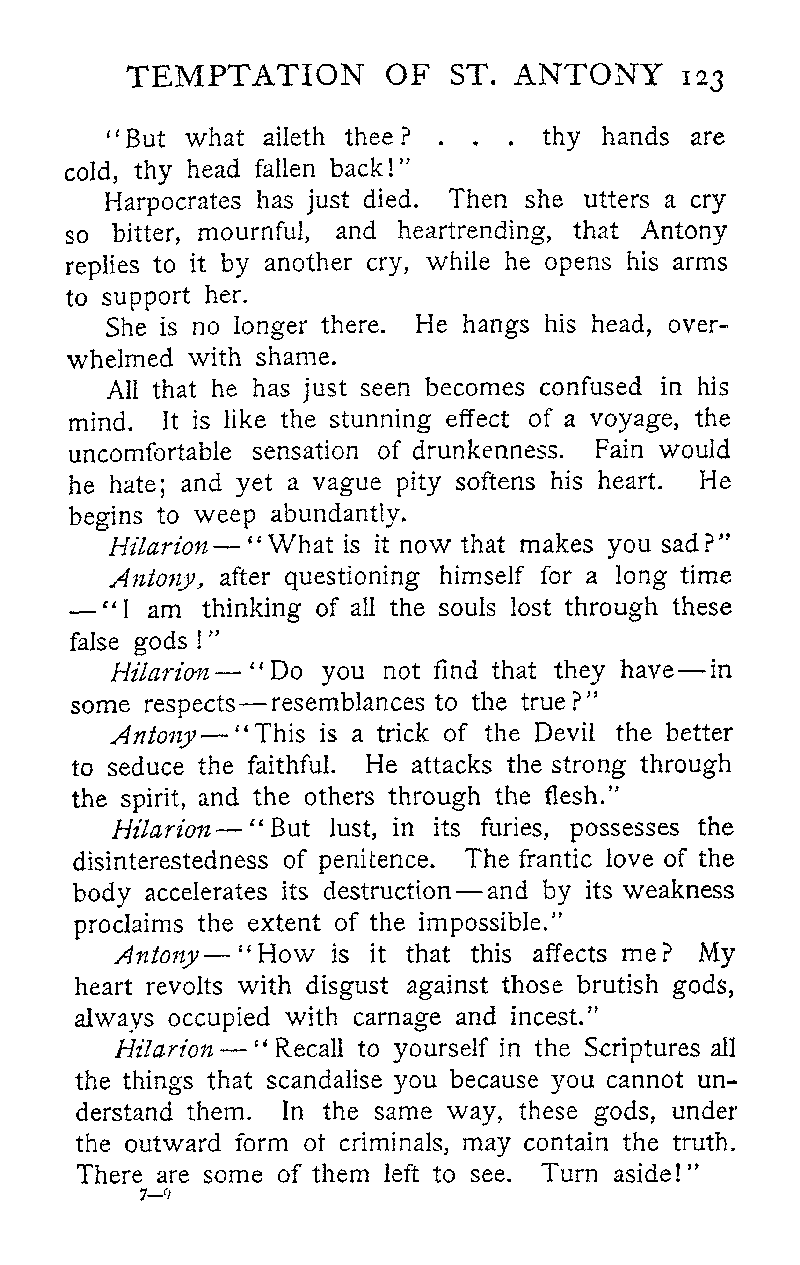 TEMPTATION OF ST. ANTONY 123
"But what aileth thee? . . . thy hands are
cold, thy head fallen back!"
Harpocrates has just died. Then she utters a cry
so bitter, mournful, and heartrending, that Antony
replies to it by another cry, while he opens his arms
to support her.
She is no longer there. He hangs his head, over-
whelmed with shame.
All that he has just seen becomes confused in his
mind. It is like the stunning effect of a voyage, the
uncomfortable sensation of drunkenness. Fain would
he hate; and yet a vague pity softens his heart. He
begins to weep abundantly.
Hilarion—"What is it now that makes you sad?"
Antony, after questioning himself for a long time
—"I am thinking of all the souls lost through these
false gods!"
Hilarion—"Do you not find that they have—in
some respects—resemblances to the true?"
Antony—"This is a trick of the Devil the better
to seduce the faithful. He attacks the strong through
the spirit, and the others through the flesh."
Hilarion—"But lust, in its furies, possesses the
disinterestedness of penitence. The frantic love of the
body accelerates its destruction—and by its weakness
proclaims the extent of the impossible."
Antony—"How is it that this affects me? My
heart revolts with disgust against those brutish gods,
always occupied with carnage and incest."
Hilarion—"Recall to yourself in the Scriptures all
the things that scandalise you because you cannot un-
derstand them. In the same way, these gods, under
the outward form of criminals, may contain the truth.
There are some of them left to see. Turn aside!"
7—9